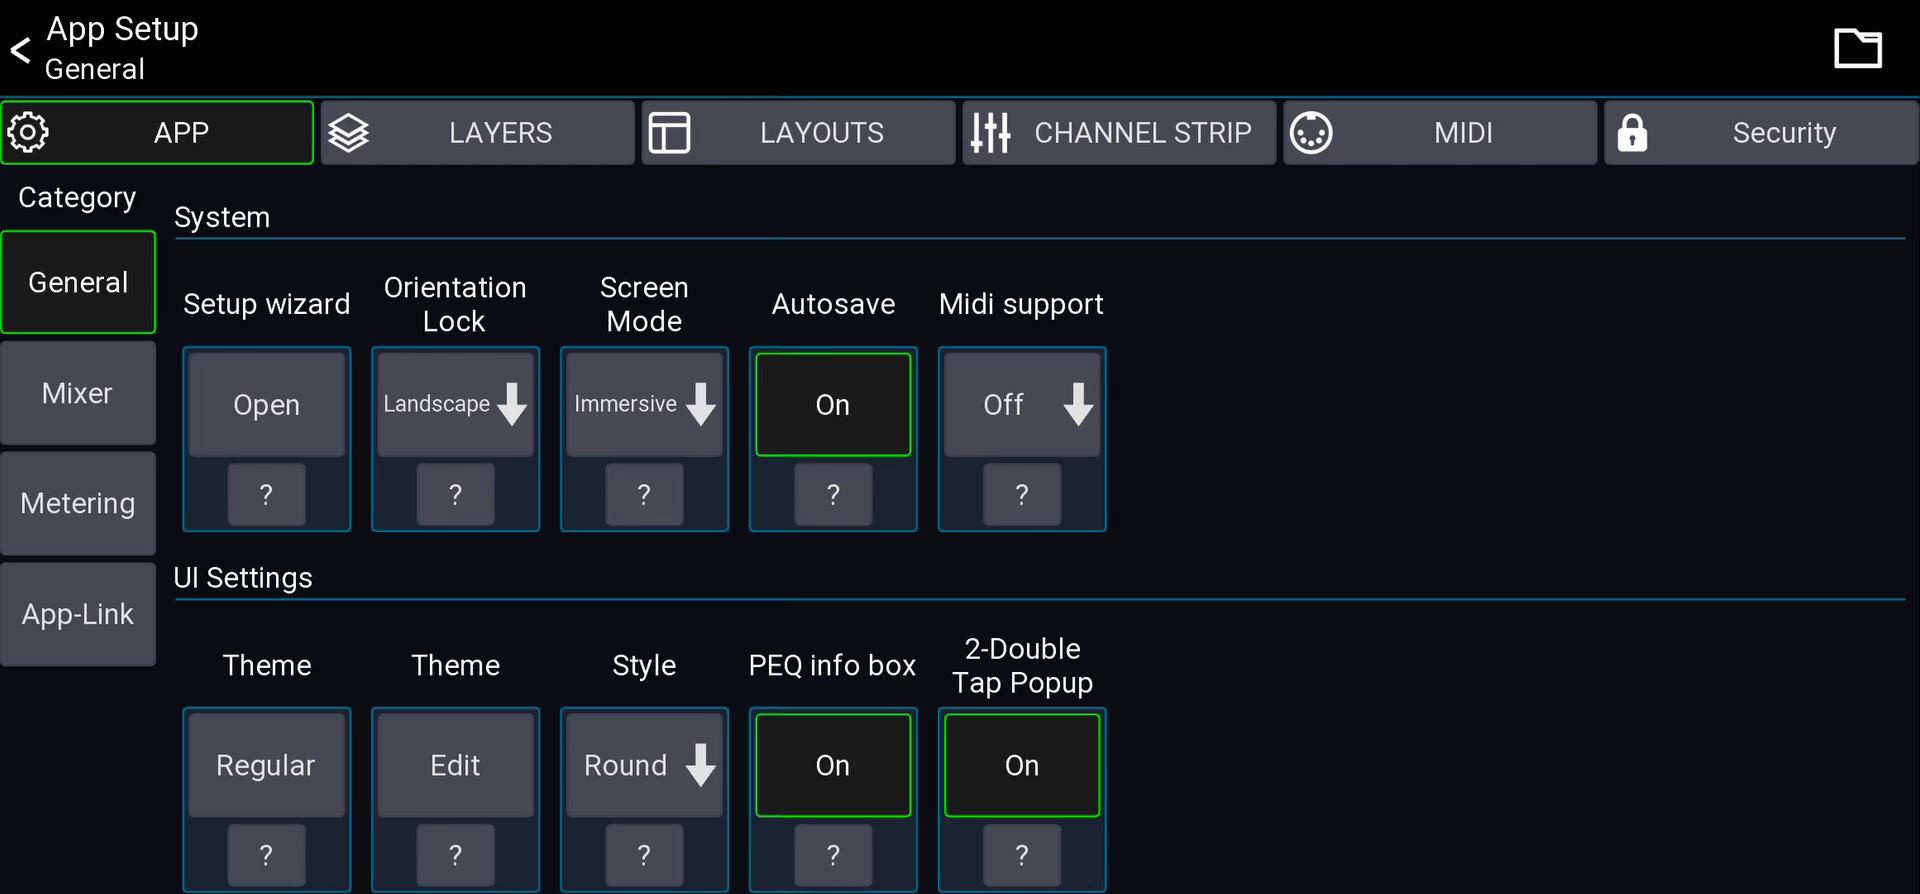 App Setup
General
APP
LAYERS
LAYOUTS
CHANNEL STRIP
MIDI
Security
Category
General
Mixer
Metering
App-Link
System
Setup wizard
Orientation
Lock
Screen
Mode
Autosave
Midi support
Open
Landscape
Immersive
On
Off
?
?
?
?
?
UI Settings
Theme
Theme
Style
PEQ info box
2-Double
Tap Popup
Regular
Edit
Round
On
On
?
?
?
?
?